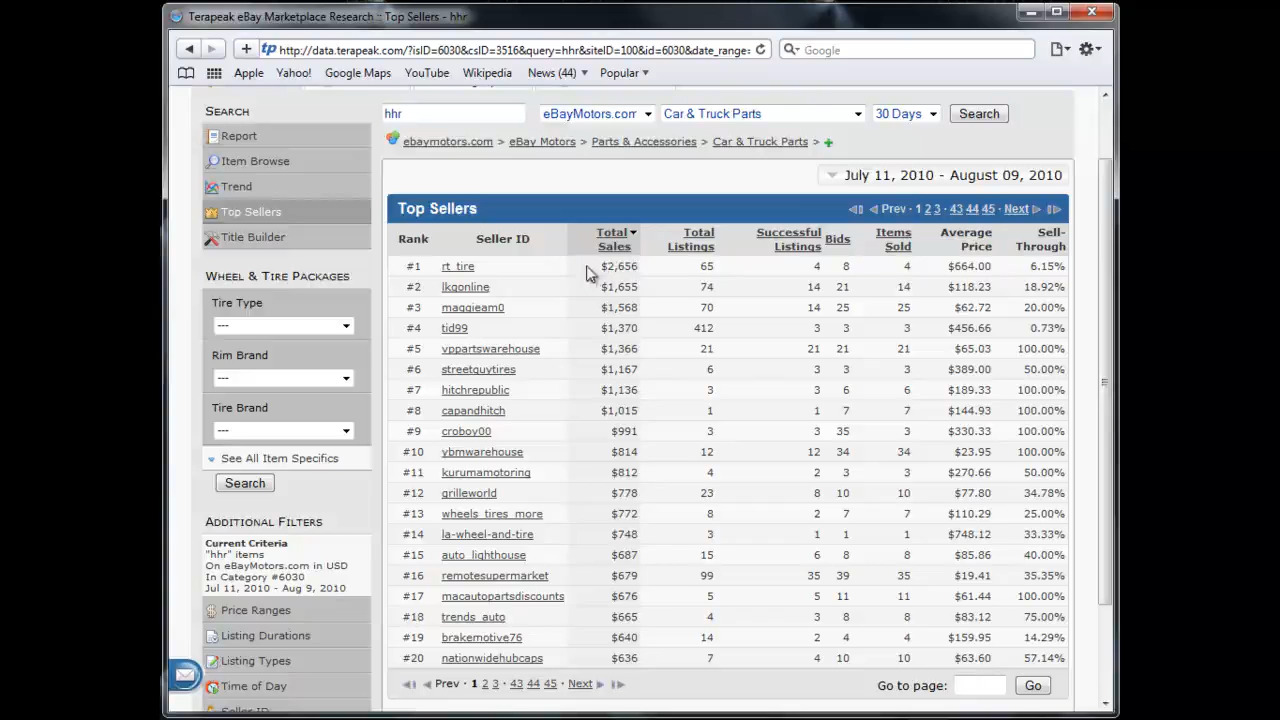 Terapeak eBay Marketplace Research :: Top Sellers - hhr
tp http://data.terapeak.com/?isID=6030&csID=3516&query=hhr&siteID=100&id=6030&date_range=
Google
Apple Yahoo! Google Maps YouTube Wikipedia News (44) Popular
SEARCH
Report
Item Browse
Trend
Top Sellers
Title Builder
WHEEL & TIRE PACKAGES
Tire Type
---
Rim Brand
---
Tire Brand
---
See All Item Specifics
Search
ADDITIONAL FILTERS
Current Criteria
"hhr" items
On eBayMotors.com in USD
In Category #6030
Jul 11, 2010 - Aug 9, 2010
Price Ranges
Listing Durations
Listing Types
Time of Day
Seller ID
hhr eBayMotors.com Car & Truck Parts 30 Days Search
ebaymotors.com > eBay Motors > Parts & Accessories > Car & Truck Parts > +
July 11, 2010 - August 09, 2010
Top Sellers Prev · 1 2 3 · 43 44 45 · Next
Rank Seller ID Total Sales Total Listings Successful Listings Bids Items Sold Average Price Sell-Through
#1 rt_tire $2,656 65 4 8 4 $664.00 6.15%
#2 lkqonline $1,655 74 14 21 14 $118.23 18.92%
#3 maggieam0 $1,568 70 14 25 25 $62.72 20.00%
#4 tid99 $1,370 412 3 3 3 $456.66 0.73%
#5 vppartswarehouse $1,366 21 21 21 21 $65.03 100.00%
#6 streetguytires $1,167 6 3 3 3 $389.00 50.00%
#7 hitchrepublic $1,136 3 3 6 6 $189.33 100.00%
#8 capandhitch $1,015 1 1 7 7 $144.93 100.00%
#9 croboy00 $991 3 3 35 3 $330.33 100.00%
#10 vbmwarehouse $814 12 12 34 34 $23.95 100.00%
#11 kurumamotoring $812 4 2 3 3 $270.66 50.00%
#12 grilleworld $778 23 8 10 10 $77.80 34.78%
#13 wheels_tires_more $772 8 2 7 7 $110.29 25.00%
#14 la-wheel-and-tire $748 3 1 1 1 $748.12 33.33%
#15 auto_lighthouse $687 15 6 8 8 $85.86 40.00%
#16 remotesupermarket $679 99 35 39 35 $19.41 35.35%
#17 macautopartsdiscounts $676 5 5 11 11 $61.44 100.00%
#18 trends_auto $665 4 3 8 8 $83.12 75.00%
#19 brakemotive76 $640 14 2 4 4 $159.95 14.29%
#20 nationwidehubcaps $636 7 4 10 10 $63.60 57.14%
Prev · 1 2 3 · 43 44 45 · Next
Go to page: Go